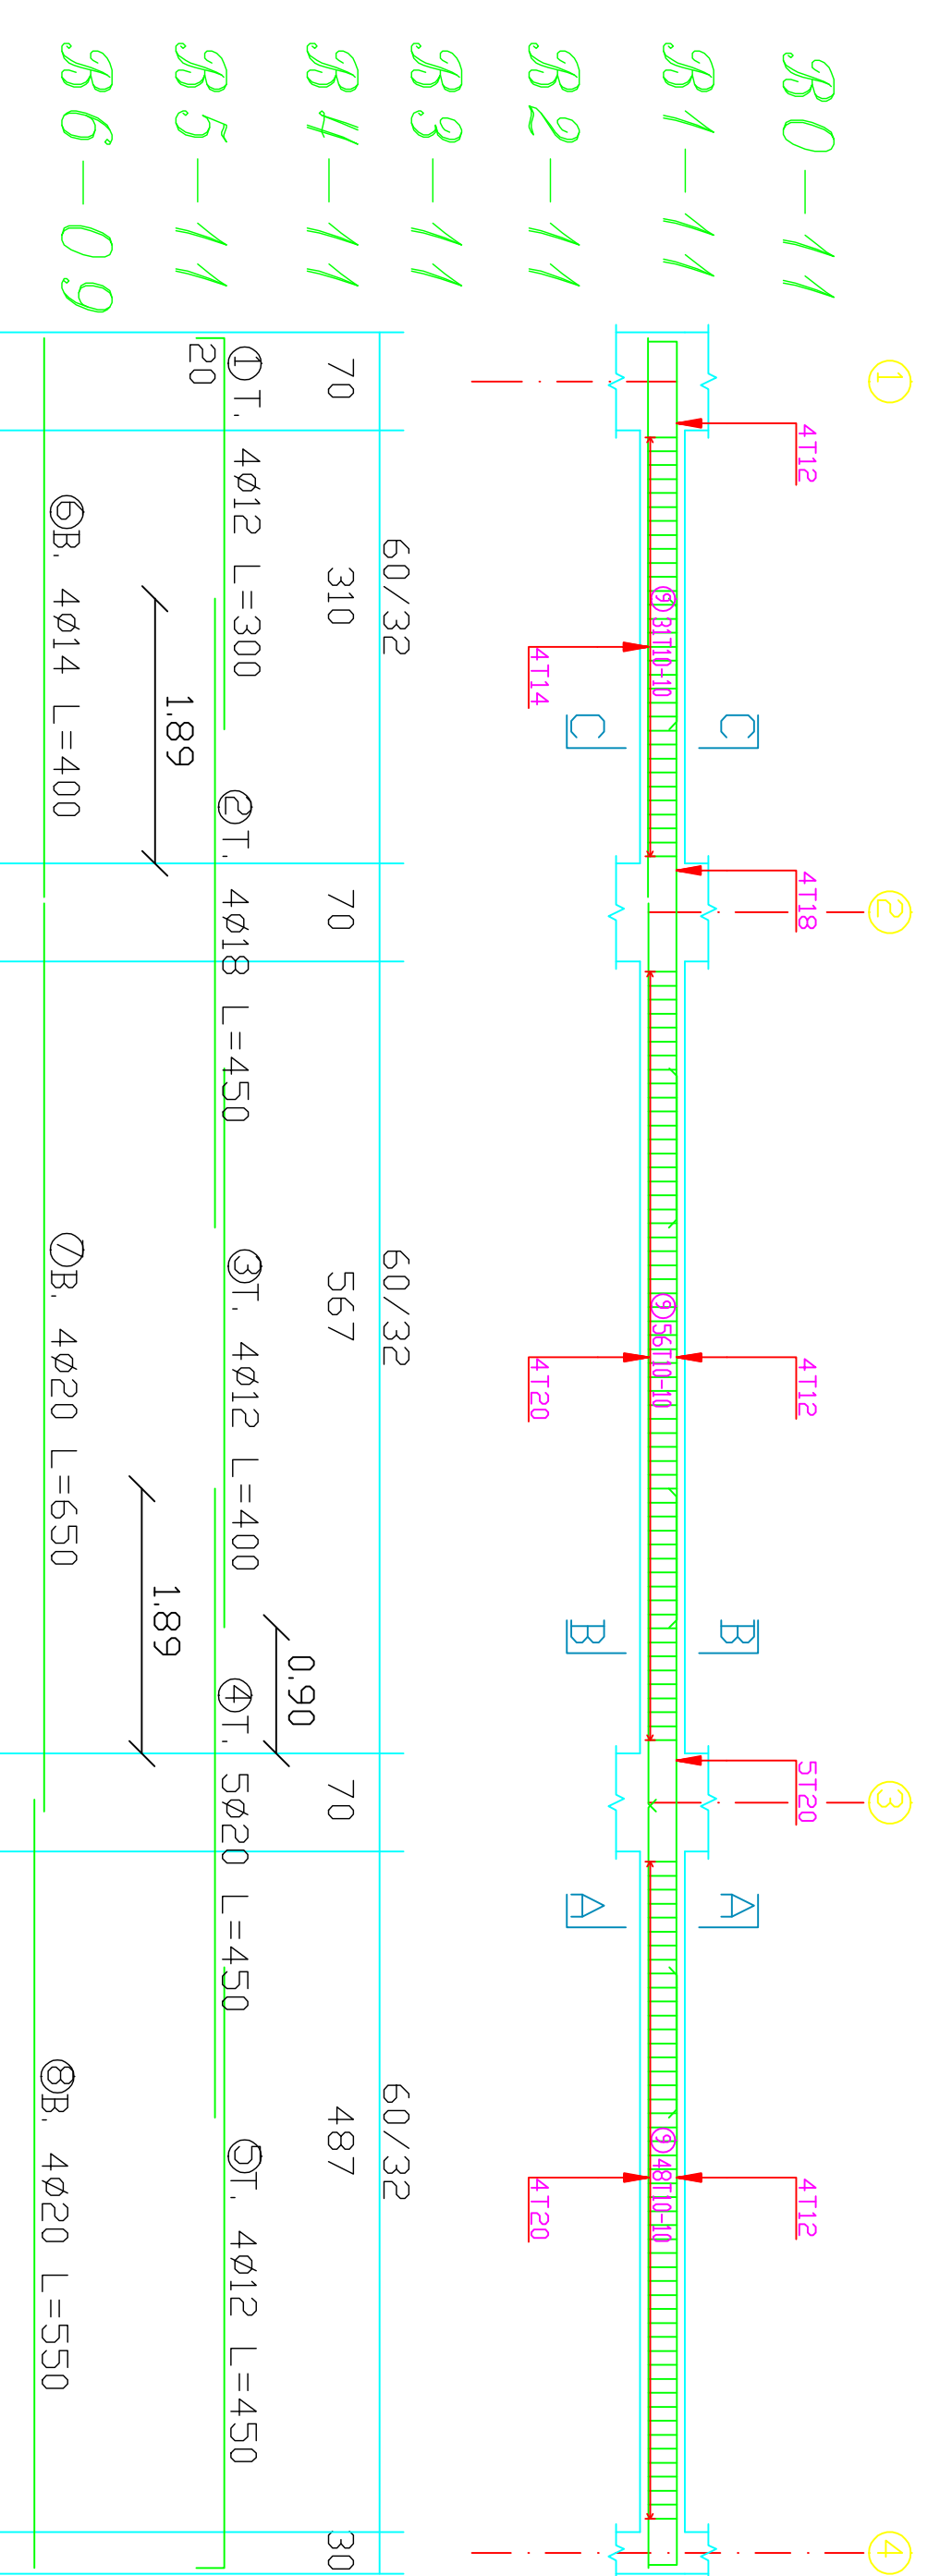 B0-11
B1-11
B2-11
B3-11
B4-11
B5-11
B6-09
1 2 3 4
4T12 4T18 4T12 5T20 4T12
C B A
9 31T10-10 9 56T10-10 9 48T10-10
C B A
4T14 4T20 4T20
60/32 60/32 60/32
70 310 70 567 70 487 30
0.90
1 T. 4Ø12 L=300 3 T. 4Ø12 L=400 5 T. 4Ø12 L=450
2 T. 4Ø18 L=450 4 T. 5Ø20 L=450
20
1.89 1.89
6 B. 4Ø14 L=400 7 B. 4Ø20 L=650 8 B. 4Ø20 L=550